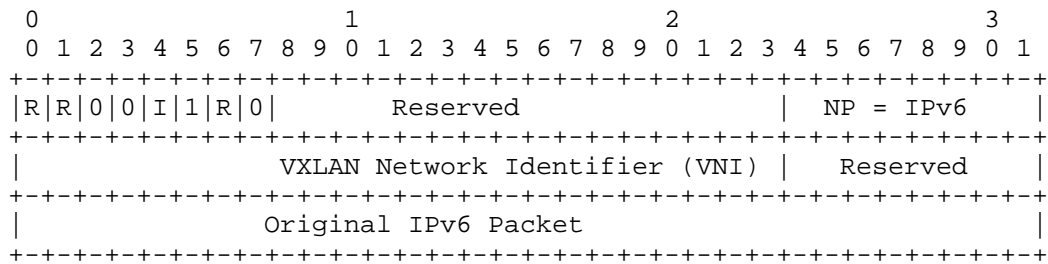 0                   1                   2                   3
 0 1 2 3 4 5 6 7 8 9 0 1 2 3 4 5 6 7 8 9 0 1 2 3 4 5 6 7 8 9 0 1
+-+-+-+-+-+-+-+-+-+-+-+-+-+-+-+-+-+-+-+-+-+-+-+-+-+-+-+-+-+-+-+-+
|R|R|0|0|I|1|R|0|       Reserved                |  NP = IPv6    |
+-+-+-+-+-+-+-+-+-+-+-+-+-+-+-+-+-+-+-+-+-+-+-+-+-+-+-+-+-+-+-+-+
|                VXLAN Network Identifier (VNI) |   Reserved    |
+-+-+-+-+-+-+-+-+-+-+-+-+-+-+-+-+-+-+-+-+-+-+-+-+-+-+-+-+-+-+-+-+
|               Original IPv6 Packet                            |
+-+-+-+-+-+-+-+-+-+-+-+-+-+-+-+-+-+-+-+-+-+-+-+-+-+-+-+-+-+-+-+-+